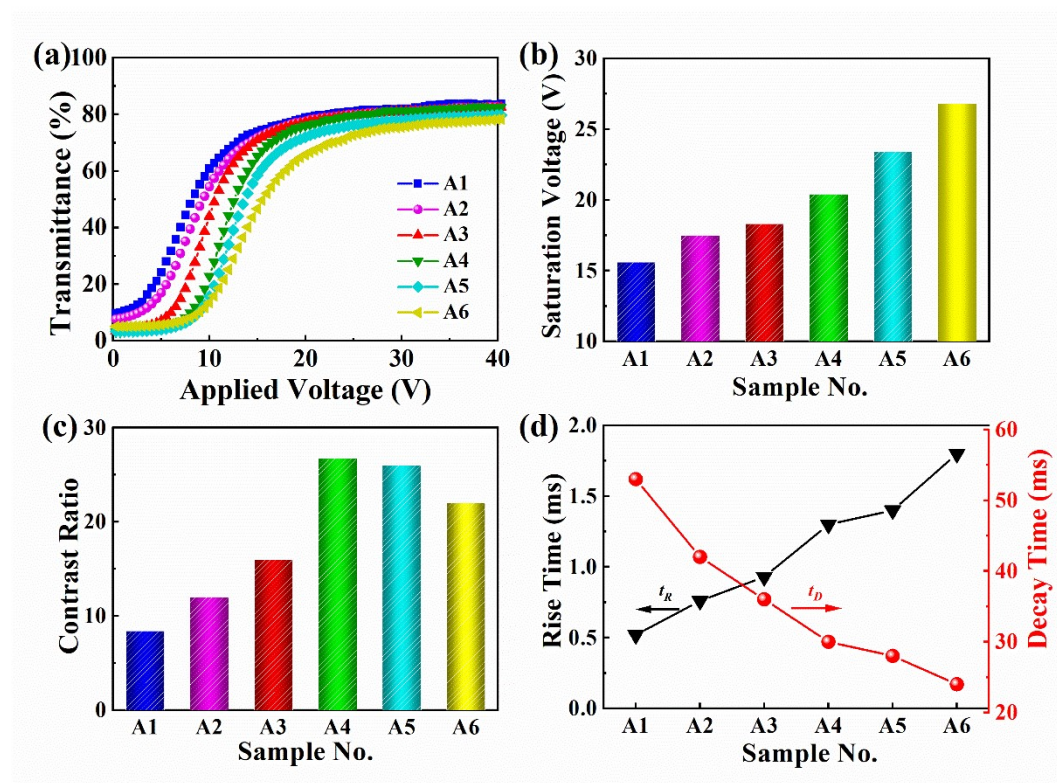 (a)
100
80
60
40
20
0
Transmittance (%)
A1
A2
A3
A4
A5
A6
0 10 20 30 40
Applied Voltage (V)
(b)
30
25
20
15
10
Saturation Voltage (V)
A1 A2 A3 A4 A5 A6
Sample No.
(c)
30
20
10
0
Contrast Ratio
A1 A2 A3 A4 A5 A6
Sample No.
(d)
2.0
1.5
1.0
0.5
0.0
Rise Time (ms)
tR
tD
60
50
40
30
20
Decay Time (ms)
A1 A2 A3 A4 A5 A6
Sample No.